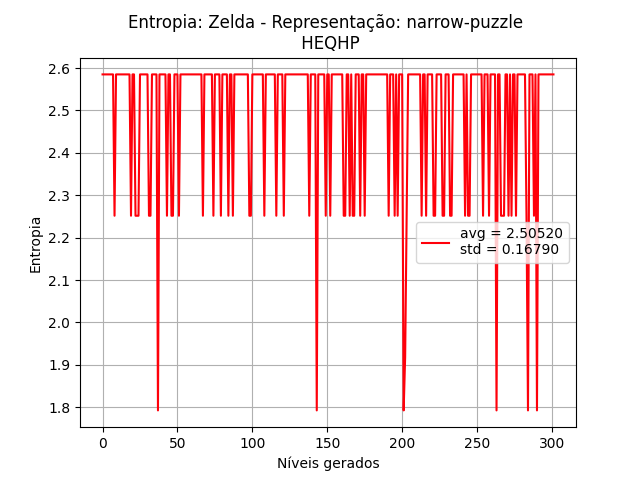 Entropia: Zelda - Representação: narrow-puzzle
HEQHP
2.6
2.5
2.4
2.3
2.2
2.1
2.0
1.9
1.8
Entropia
avg = 2.50520
std = 0.16790
0 50 100 150 200 250 300
Níveis gerados